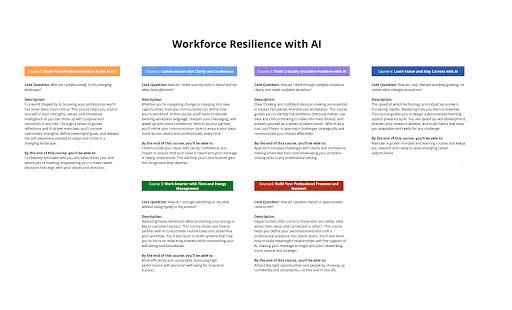 Workforce Resilience with AI
Course 1: Know Your Professional Value in the AI Era
Core Question: Who am I professionally in this changing
landscape?
Description:
In a world shaped by AI, knowing your professional worth
has never been more critical. This course helps you anchor
yourself in your strengths, values, and emotional
intelligence so you can show up with purpose and
conviction in any role. Through a series of guided
reflections and AI-driven exercises, you'll uncover
overlooked strengths, define meaningful goals, and deepen
the self-awareness needed to adapt and thrive in a
changing landscape.
By the end of this course, you'll be able to:
Confidently articulate who you are, what drives you, and
where you're heading, empowering you to make career
decisions that align with your values and direction.
Course 2: Communicate with Clarity and Confidence
Core Question: How do I make sure my voice is heard and my
ideas land effectively?
Description:
Whether you're navigating change or stepping into new
opportunities, how you communicate can define how
you're perceived. In this course, you'll learn to decode
evolving workplace language, sharpen your messaging, and
speak up with more confidence. With AI as your partner,
you'll refine your communication style to ensure your ideas
come across clearly and professionally every time.
By the end of this course, you'll be able to:
Communicate your ideas with clarity, confidence, and
impact to ensure that your voice is heard and your message
is clearly understood. This will help your contributions gain
the recognition they deserve.
Course 3: Think Critically and Solve Problems with AI
Core Question: How do I think through complex situations
clearly and make confident decisions?
Description:
Clear thinking and confident decision-making are essential
in today's fast-paced, AI-enhanced workplaces. This course
guides you to identify the problems that truly matter, use
data and critical thinking to make informed choices, and
present yourself as a skilled problem solver. With AI as a
tool, you'll learn to approach challenges strategically and
communicate your impact effectively.
By the end of this course, you'll be able to:
Approach complex challenges with clarity and confidence,
making smart decisions and showcasing your problem-
solving skills in any professional setting.
Course 4: Learn Faster and Stay Current with AI
Core Question: How can I stay relevant and keep growing, no
matter what changes around me?
Description:
The speed at which technology and industries evolve is
increasing rapidly. Mastering how you learn is essential.
This course guides you to design a personalized learning
system powered by AI. You will speed up skill development,
sharpen your research abilities, and build habits that keep
you adaptable and ready for any challenge.
By the end of this course, you'll be able to:
Maintain a growth mindset and learning routine that keeps
you relevant and ready to seize emerging career
opportunities.
Course 5: Work Smarter with Time and Energy
Management
Core Question: How do I manage everything on my plate
without losing myself in the process?
Description:
Balancing heavy workloads while protecting your energy is
key to sustained success. This course shows you how to
partner with AI to automate routine tasks and streamline
your workflow. You'll also learn to build systems that free
you to focus on what truly matters while maintaining your
well-being and boundaries.
By the end of this course, you'll be able to:
Work efficiently and sustainably, balancing high
performance with personal well-being for long-term
success.
Course 6: Build Your Professional Presence and
Network
Core Question: How do I position myself so opportunities
come to me?
Description:
Opportunities often come to those who are visible, clear
about their value, and connected to others. This course
helps you define your personal brand and craft a
professional presence that opens doors. You'll also learn
how to build meaningful relationships with the support of
AI, making your message stronger and your networking
more natural and strategic.
By the end of this course, you'll be able to:
Attract the right opportunities and people by showing up
confidently and consistently—online and in real life.